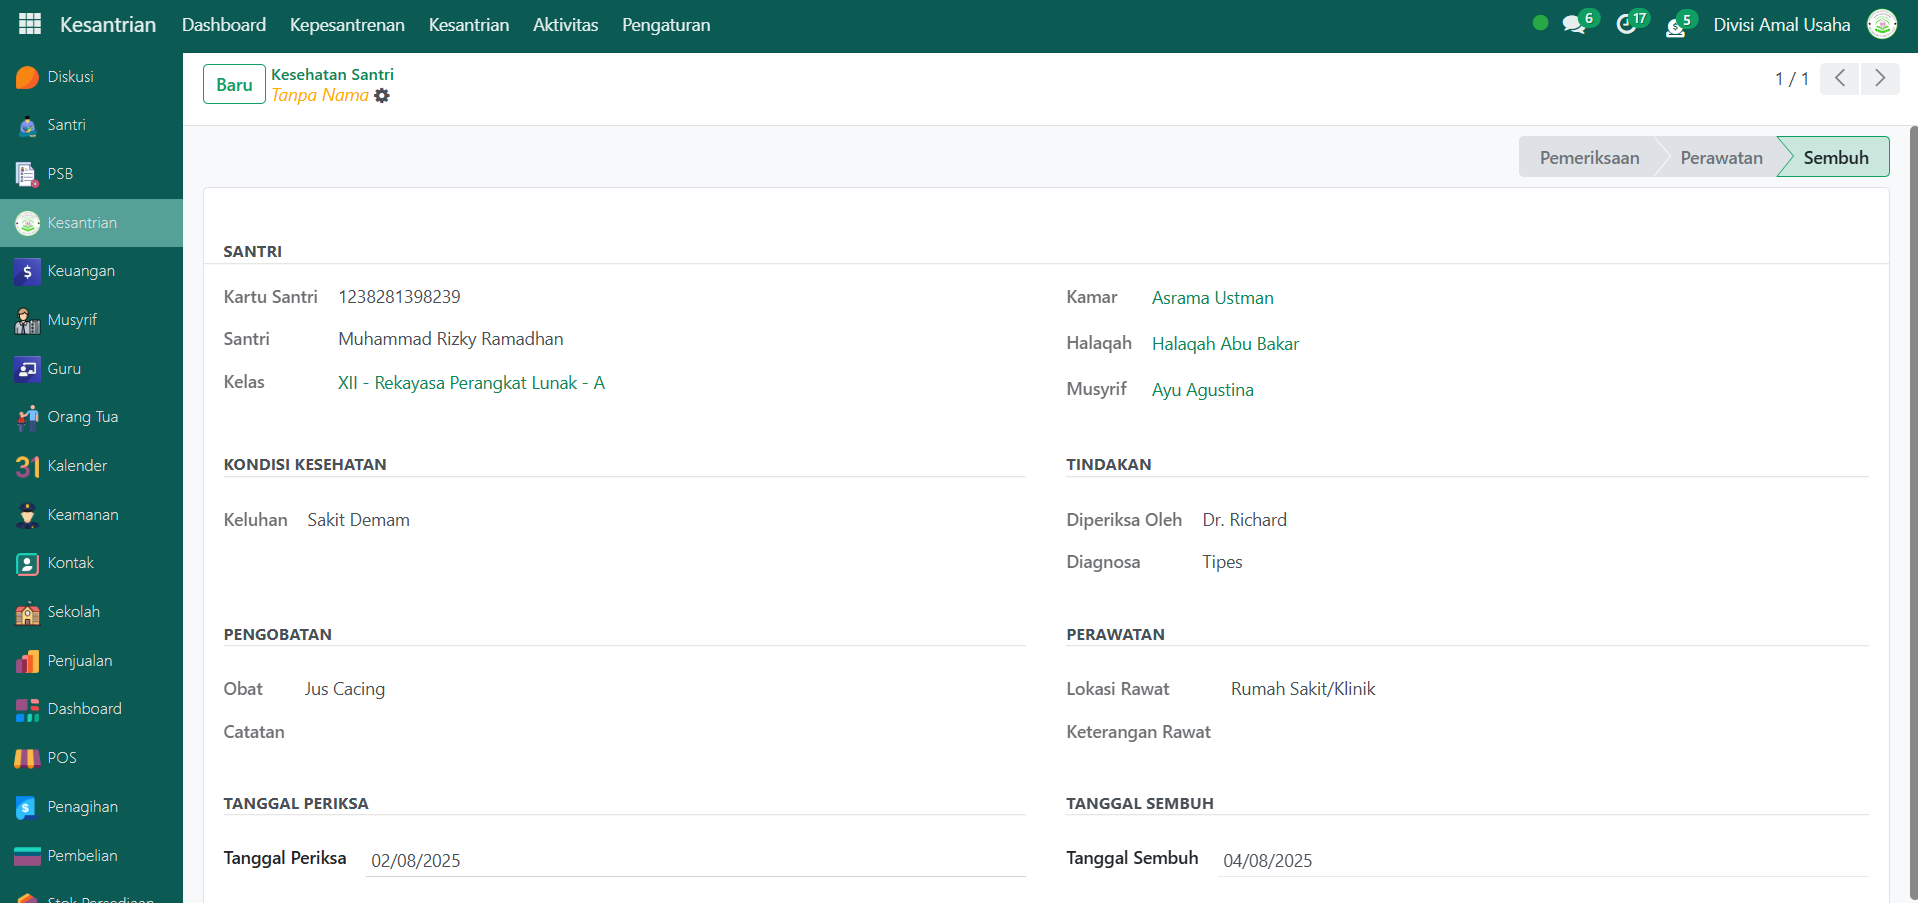 Kesantrian Dashboard Kepesantrenan Kesantrian Aktivitas Pengaturan 6 17 5 Divisi Amal Usaha
Diskusi
Santri
PSB
Kesantrian
Keuangan
Musyrif
Guru
Orang Tua
31 Kalender
Keamanan
Kontak
Sekolah
Penjualan
Dashboard
POS
Penagihan
Pembelian
Stok Persediaan
Baru
Kesehatan Santri
Tanpa Nama
1 / 1
Pemeriksaan Perawatan Sembuh
SANTRI
Kartu Santri 1238281398239
Santri Muhammad Rizky Ramadhan
Kelas XII - Rekayasa Perangkat Lunak - A
Kamar Asrama Ustman
Halaqah Halaqah Abu Bakar
Musyrif Ayu Agustina
KONDISI KESEHATAN
Keluhan Sakit Demam
TINDAKAN
Diperiksa Oleh Dr. Richard
Diagnosa Tipes
PENGOBATAN
Obat Jus Cacing
Catatan
PERAWATAN
Lokasi Rawat Rumah Sakit/Klinik
Keterangan Rawat
TANGGAL PERIKSA
Tanggal Periksa 02/08/2025
TANGGAL SEMBUH
Tanggal Sembuh 04/08/2025